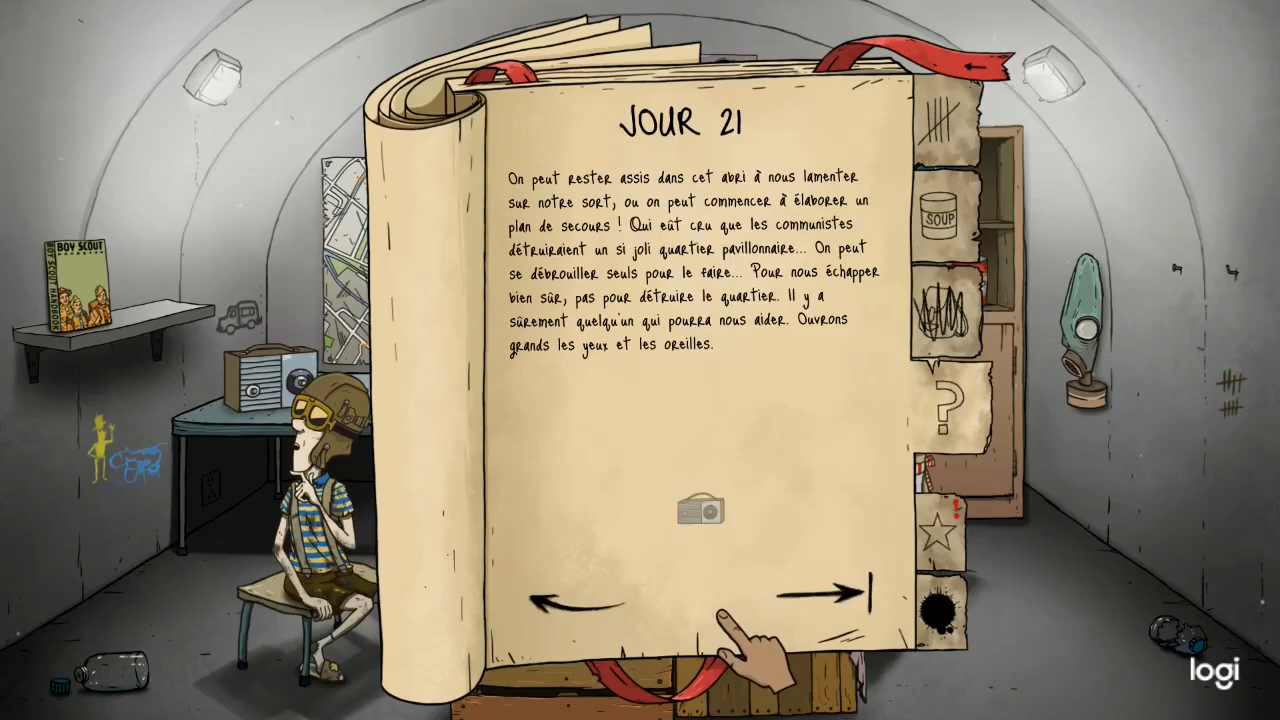 JOUR 21
On peut rester assis dans cet abri à nous lamenter
sur notre sort, ou on peut commencer à élaborer un
plan de secours ! Qui eût cru que les communistes
détruiraient un si joli quartier pavillonnaire... On peut
se débrouiller seuls pour le faire... Pour nous échapper
bien sûr, pas pour détruire le quartier. Il y a
sûrement quelqu'un qui pourra nous aider. Ouvrons
grands les yeux et les oreilles.
BOY SCOUT
BOY SCOUT HANDBOOK
SOUP
?
!
logi